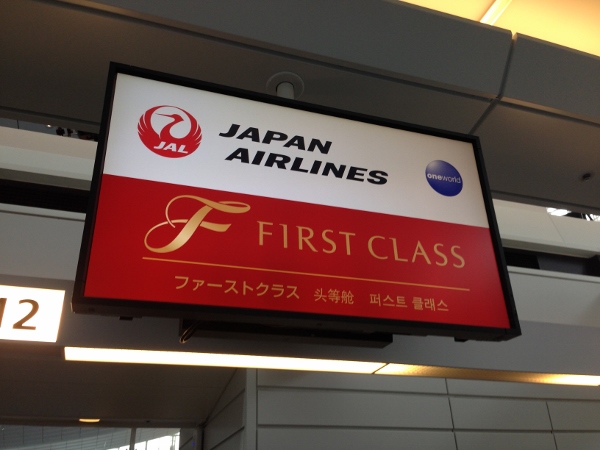 JAL
JAPAN
AIRLINES
oneworld
F FIRST CLASS
ファーストクラス 头等舱 퍼스트 클래스
12